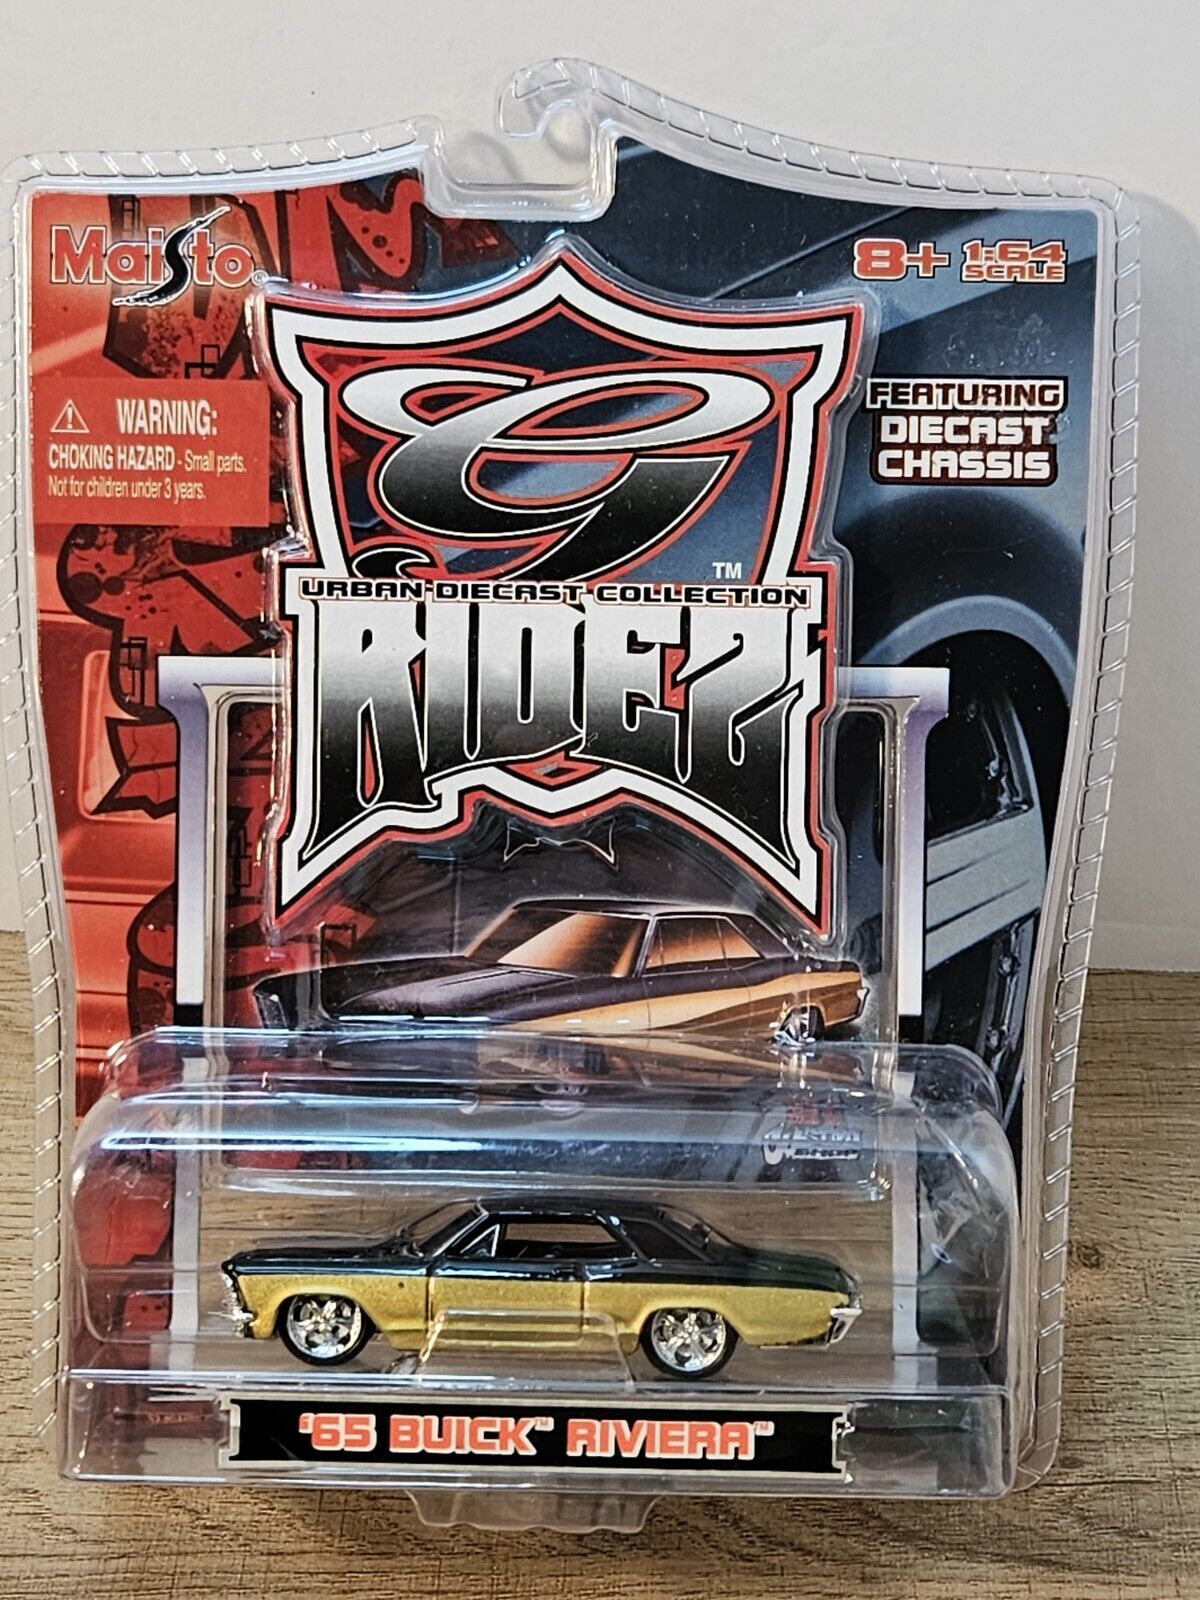 Maisto®
8+ 1:64
SCALE
WARNING:
CHOKING HAZARD - Small parts.
Not for children under 3 years.
FEATURING
DIECAST
CHASSIS
G
TM
URBAN DIECAST COLLECTION
RIDEZ
'65 BUICK™ RIVIERA™